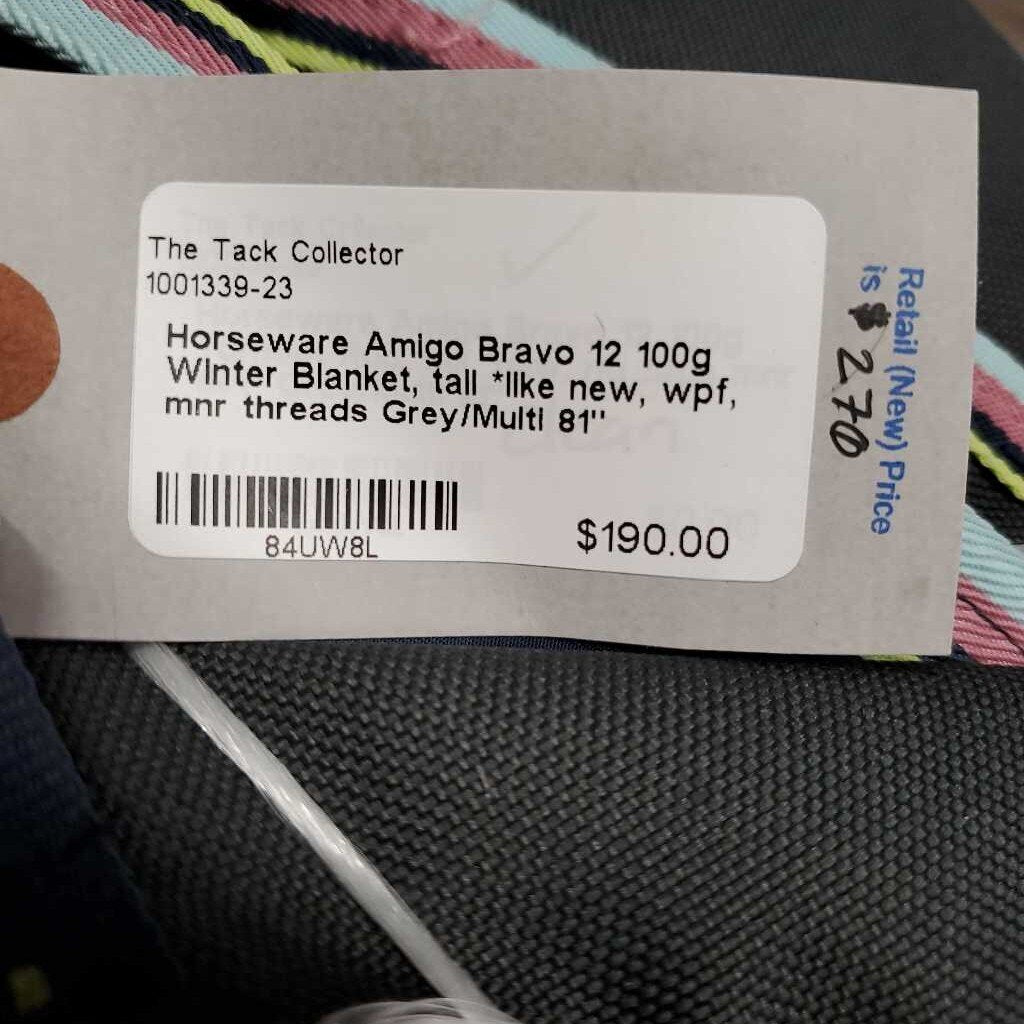 The Tack Collector
1001339-23
Horseware Amigo Bravo 12 100g
Winter Blanket, tall *like new, wpf,
mnr threads Grey/Multi 81"
84UW8L
$190.00
Retail (New) Price
is $ 270